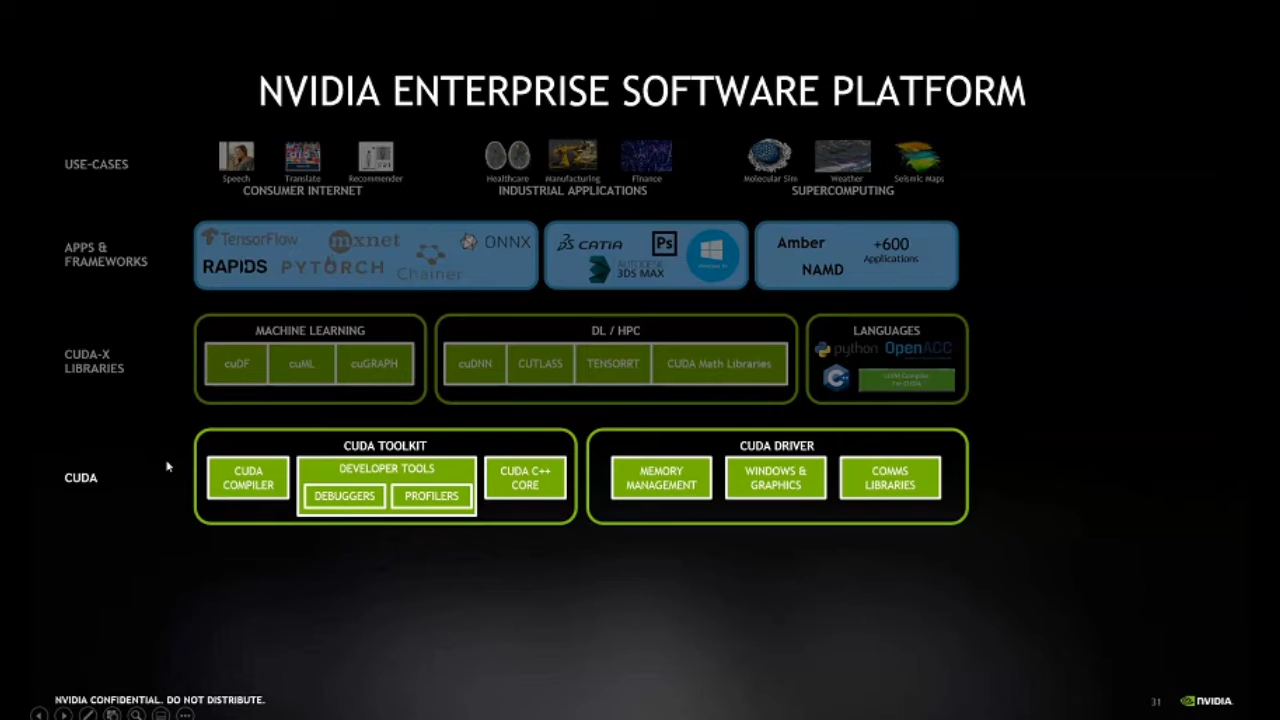 NVIDIA ENTERPRISE SOFTWARE PLATFORM
USE-CASES
Speech
Translate
Recommender
CONSUMER INTERNET
Healthcare
Manufacturing
Finance
INDUSTRIAL APPLICATIONS
Molecular Sim
Weather
Seismic Maps
SUPERCOMPUTING
APPS &
FRAMEWORKS
TensorFlow
mxnet
ONNX
RAPIDS
PYTORCH
Chainer
CATIA
Ps
AUTODESK
3DS MAX
Amber
NAMD
+600
Applications
CUDA-X
LIBRARIES
MACHINE LEARNING
cuDF
cuML
cuGRAPH
DL / HPC
cuDNN
CUTLASS
TENSORRT
CUDA Math Libraries
LANGUAGES
python
OpenACC
C++
CUDA
CUDA TOOLKIT
CUDA
COMPILER
DEVELOPER TOOLS
DEBUGGERS
PROFILERS
CUDA C++
CORE
CUDA DRIVER
MEMORY
MANAGEMENT
WINDOWS &
GRAPHICS
COMMS
LIBRARIES
NVIDIA CONFIDENTIAL. DO NOT DISTRIBUTE.
31
NVIDIA.